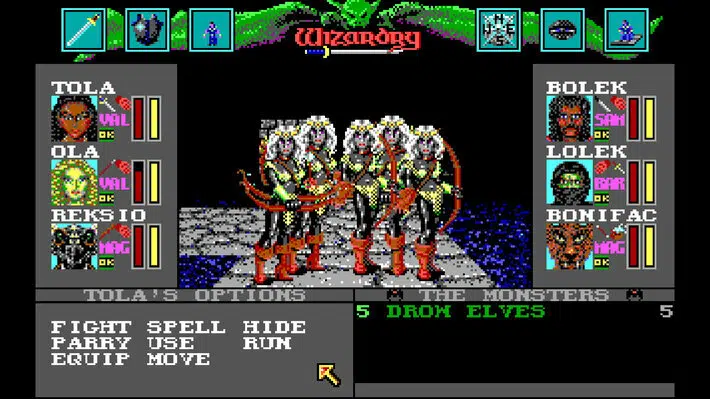 Wizardry
N
W E
S
TOLA
VAL
OK
OLA
VAL
OK
REKSIO
MAG
OK
BOLEK
SAM
OK
LOLEK
BAR
OK
BONIFAC
MAG
OK
TOLA'S OPTIONS
FIGHT SPELL HIDE
PARRY USE RUN
EQUIP MOVE
THE MONSTERS
5 DROW ELVES 5